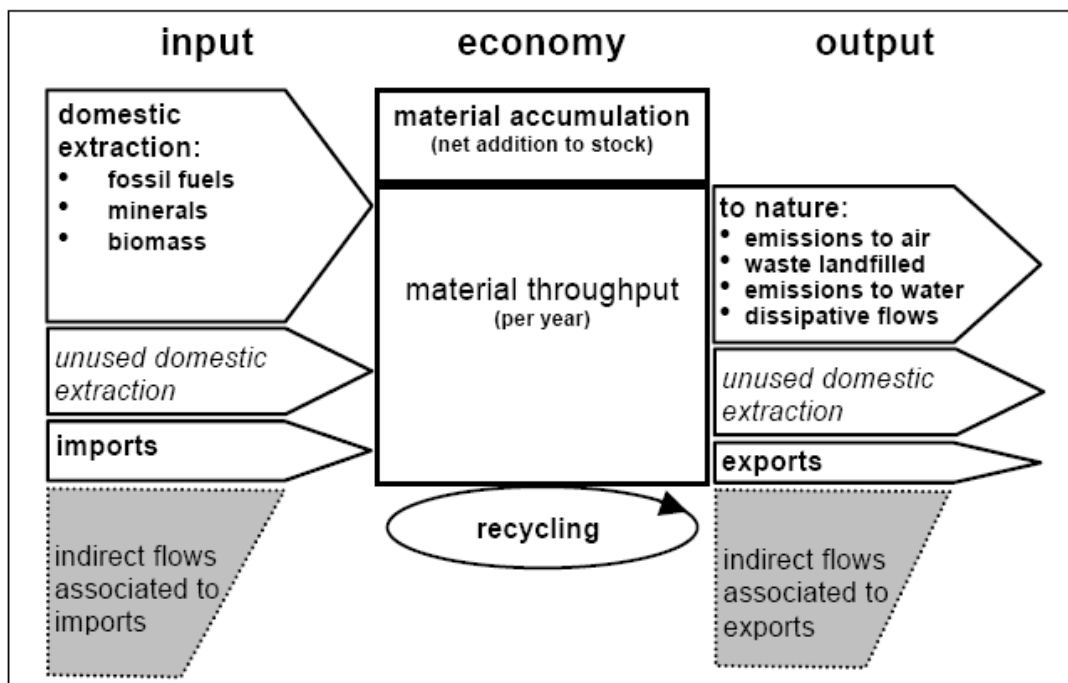 input
economy
output
domestic
extraction:
• fossil fuels
• minerals
• biomass
unused domestic
extraction
imports
indirect flows
associated to
imports
material accumulation
(net addition to stock)
material throughput
(per year)
recycling
to nature:
• emissions to air
• waste landfilled
• emissions to water
• dissipative flows
unused domestic
extraction
exports
indirect flows
associated to
exports